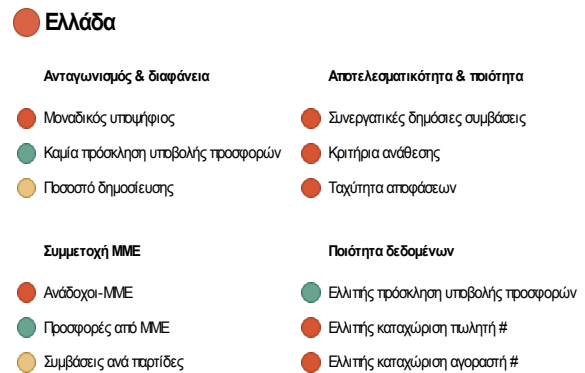 Ελλάδα
Ανταγωνισμός & διαφάνεια
Μοναδικός υποψήφιος
Καμία πρόσκληση υποβολής προσφορών
Ποσοστό δημοσίευσης
Αποτελεσματικότητα & ποιότητα
Συνεργατικές δημόσιες συμβάσεις
Κριτήρια ανάθεσης
Ταχύτητα αποφάσεων
Συμμετοχή ΜΜΕ
Ανάδοχοι-ΜΜΕ
Προσφορές από ΜΜΕ
Συμβάσεις ανά παρτίδες
Ποιότητα δεδομένων
Ελλιπής πρόσκληση υποβολής προσφορών
Ελλιπής καταχώριση πωλητή #
Ελλιπής καταχώριση αγοραστή #